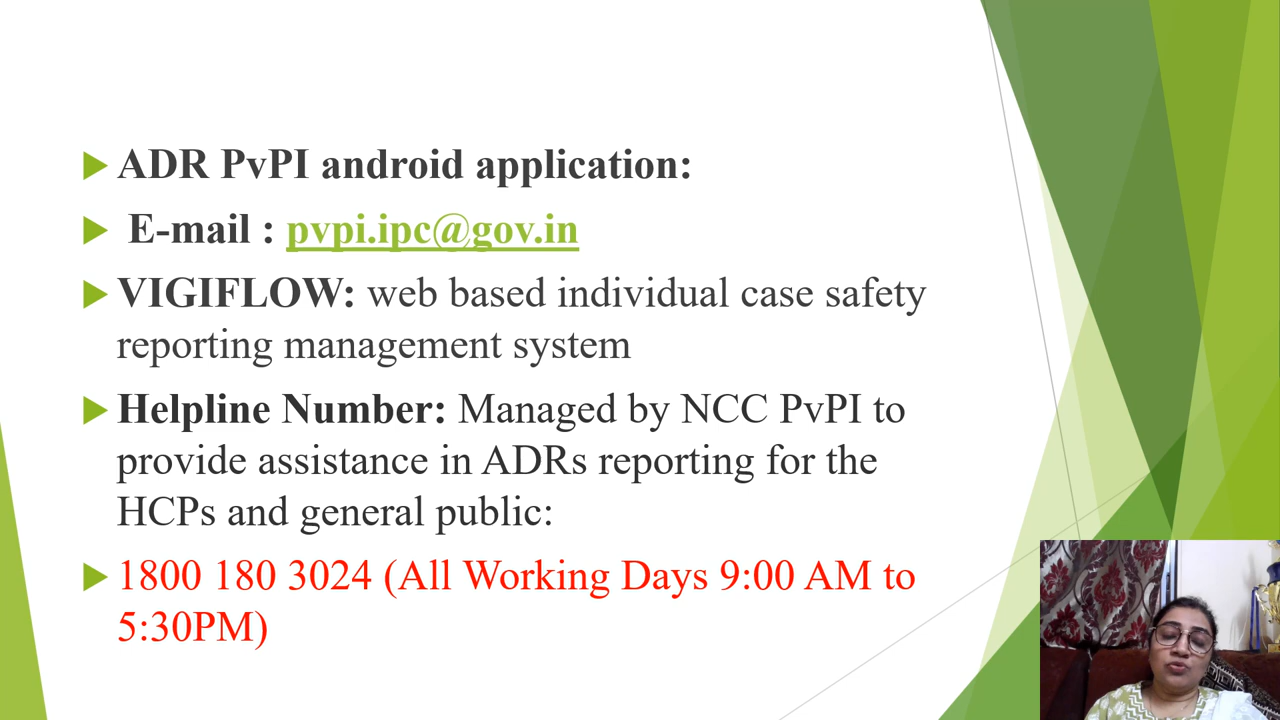 ADR PvPI android application:
E-mail : pvpi.ipc@gov.in
VIGIFLOW: web based individual case safety
reporting management system
Helpline Number: Managed by NCC PvPI to
provide assistance in ADRs reporting for the
HCPs and general public:
1800 180 3024 (All Working Days 9:00 AM to
5:30PM)